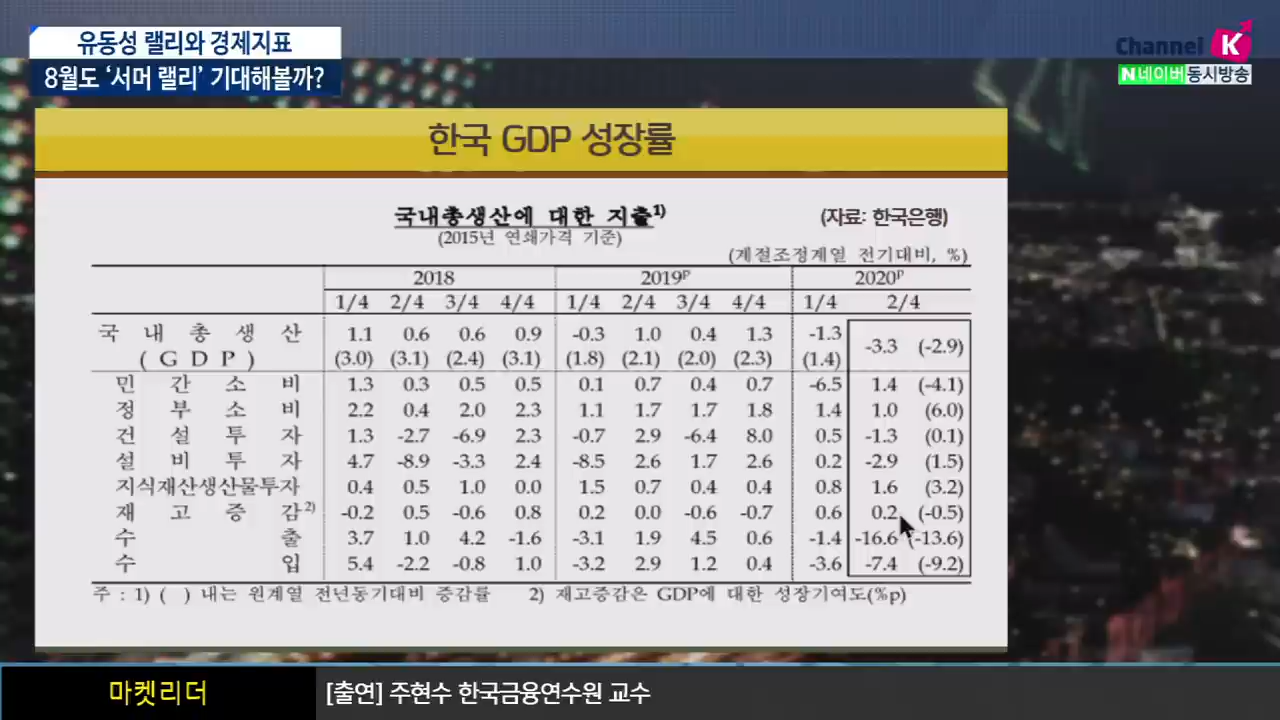 유동성 랠리와 경제지표
8월도 ‘서머 랠리’ 기대해볼까?
Channel K
N 네이버 동시방송
한국 GDP 성장률
국내총생산에 대한 지출1)
(자료: 한국은행)
(2015년 연쇄가격 기준)
(계절조정계열 전기대비, %)
2018 2019p 2020p
1/4 2/4 3/4 4/4 1/4 2/4 3/4 4/4 1/4 2/4
국 내 총 생 산 1.1 0.6 0.6 0.9 -0.3 1.0 0.4 1.3 -1.3 -3.3 (-2.9)
( G D P ) (3.0) (3.1) (2.4) (3.1) (1.8) (2.1) (2.0) (2.3) (1.4)
민 간 소 비 1.3 0.3 0.5 0.5 0.1 0.7 0.4 0.7 -6.5 1.4 (-4.1)
정 부 소 비 2.2 0.4 2.0 2.3 1.1 1.7 1.7 1.8 1.4 1.0 (6.0)
건 설 투 자 1.3 -2.7 -6.9 2.3 -0.7 2.9 -6.4 8.0 0.5 -1.3 (0.1)
설 비 투 자 4.7 -8.9 -3.3 2.4 -8.5 2.6 1.7 2.6 0.2 -2.9 (1.5)
지식재산생산물투자 0.4 0.5 1.0 0.0 1.5 0.7 0.4 0.4 0.8 1.6 (3.2)
재 고 증 감2) -0.2 0.5 -0.6 0.8 0.2 0.0 -0.6 -0.7 0.6 0.2 (-0.5)
수 출 3.7 1.0 4.2 -1.6 -3.1 1.9 4.5 0.6 -1.4 -16.6 (-13.6)
수 입 5.4 -2.2 -0.8 1.0 -3.2 2.9 1.2 0.4 -3.6 -7.4 (-9.2)
주 : 1) ( ) 내는 원계열 전년동기대비 증감률 2) 재고증감은 GDP에 대한 성장기여도(%p)
마켓리더
[출연] 주현수 한국금융연수원 교수